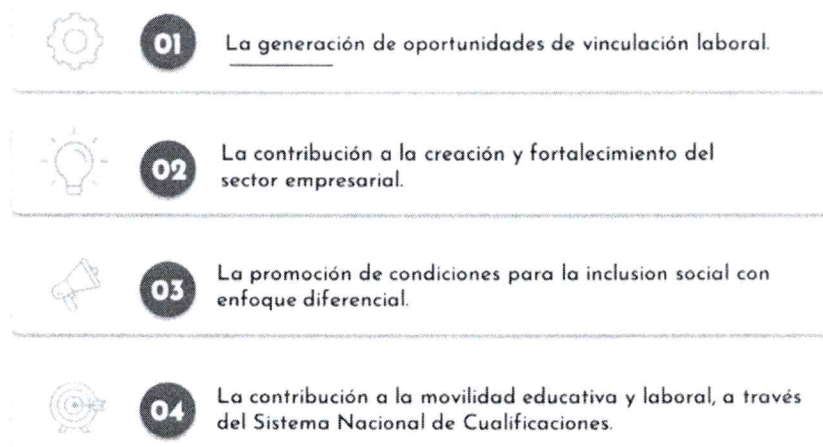 01 La generación de oportunidades de vinculación laboral.
02 La contribución a la creación y fortalecimiento del
sector empresarial.
03 La promoción de condiciones para la inclusion social con
enfoque diferencial.
04 La contribución a la movilidad educativa y laboral, a través
del Sistema Nacional de Cualificaciones.